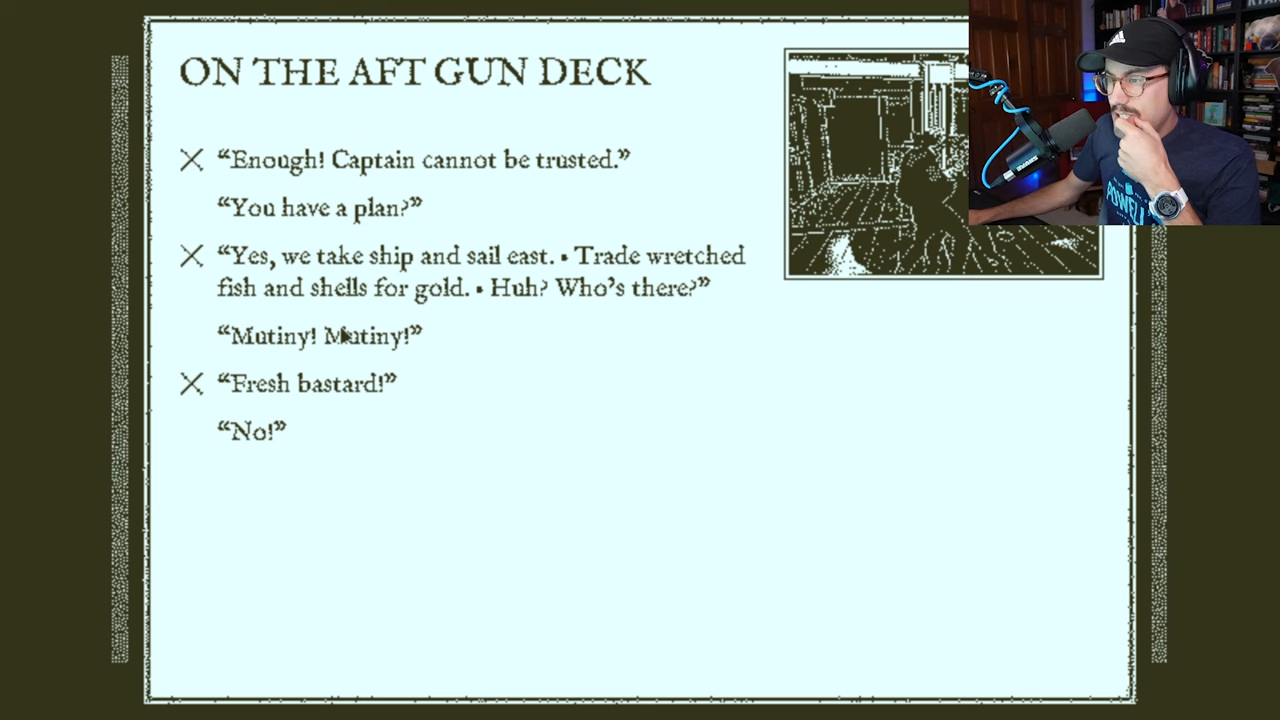 ON THE AFT GUN DECK
“Enough! Captain cannot be trusted.”
“You have a plan?”
“Yes, we take ship and sail east. • Trade wretched
fish and shells for gold. • Huh? Who’s there?”
“Mutiny! Mutiny!”
“Fresh bastard!”
“No!”
POWELL